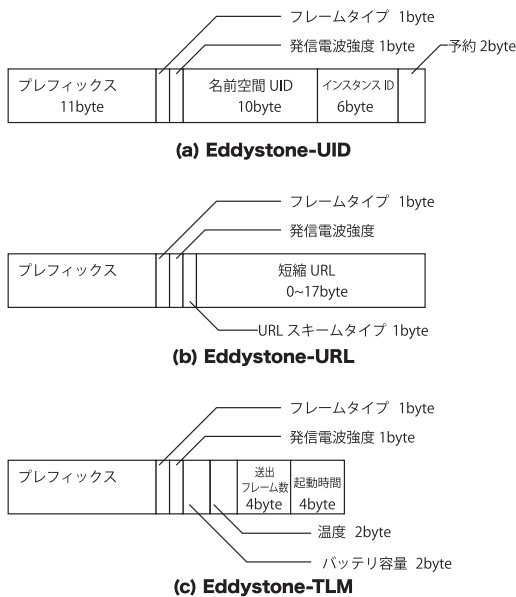 フレームタイプ 1byte
発信電波強度 1byte
予約 2byte
プレフィックス
11byte
名前空間 UID
10byte
インスタンス ID
6byte
(a) Eddystone-UID
フレームタイプ 1byte
発信電波強度
プレフィックス
短縮 URL
0~17byte
URL スキームタイプ 1byte
(b) Eddystone-URL
フレームタイプ 1byte
発信電波強度 1byte
プレフィックス
送出
フレーム数
4byte
起動時間
4byte
温度 2byte
バッテリ容量 2byte
(c) Eddystone-TLM